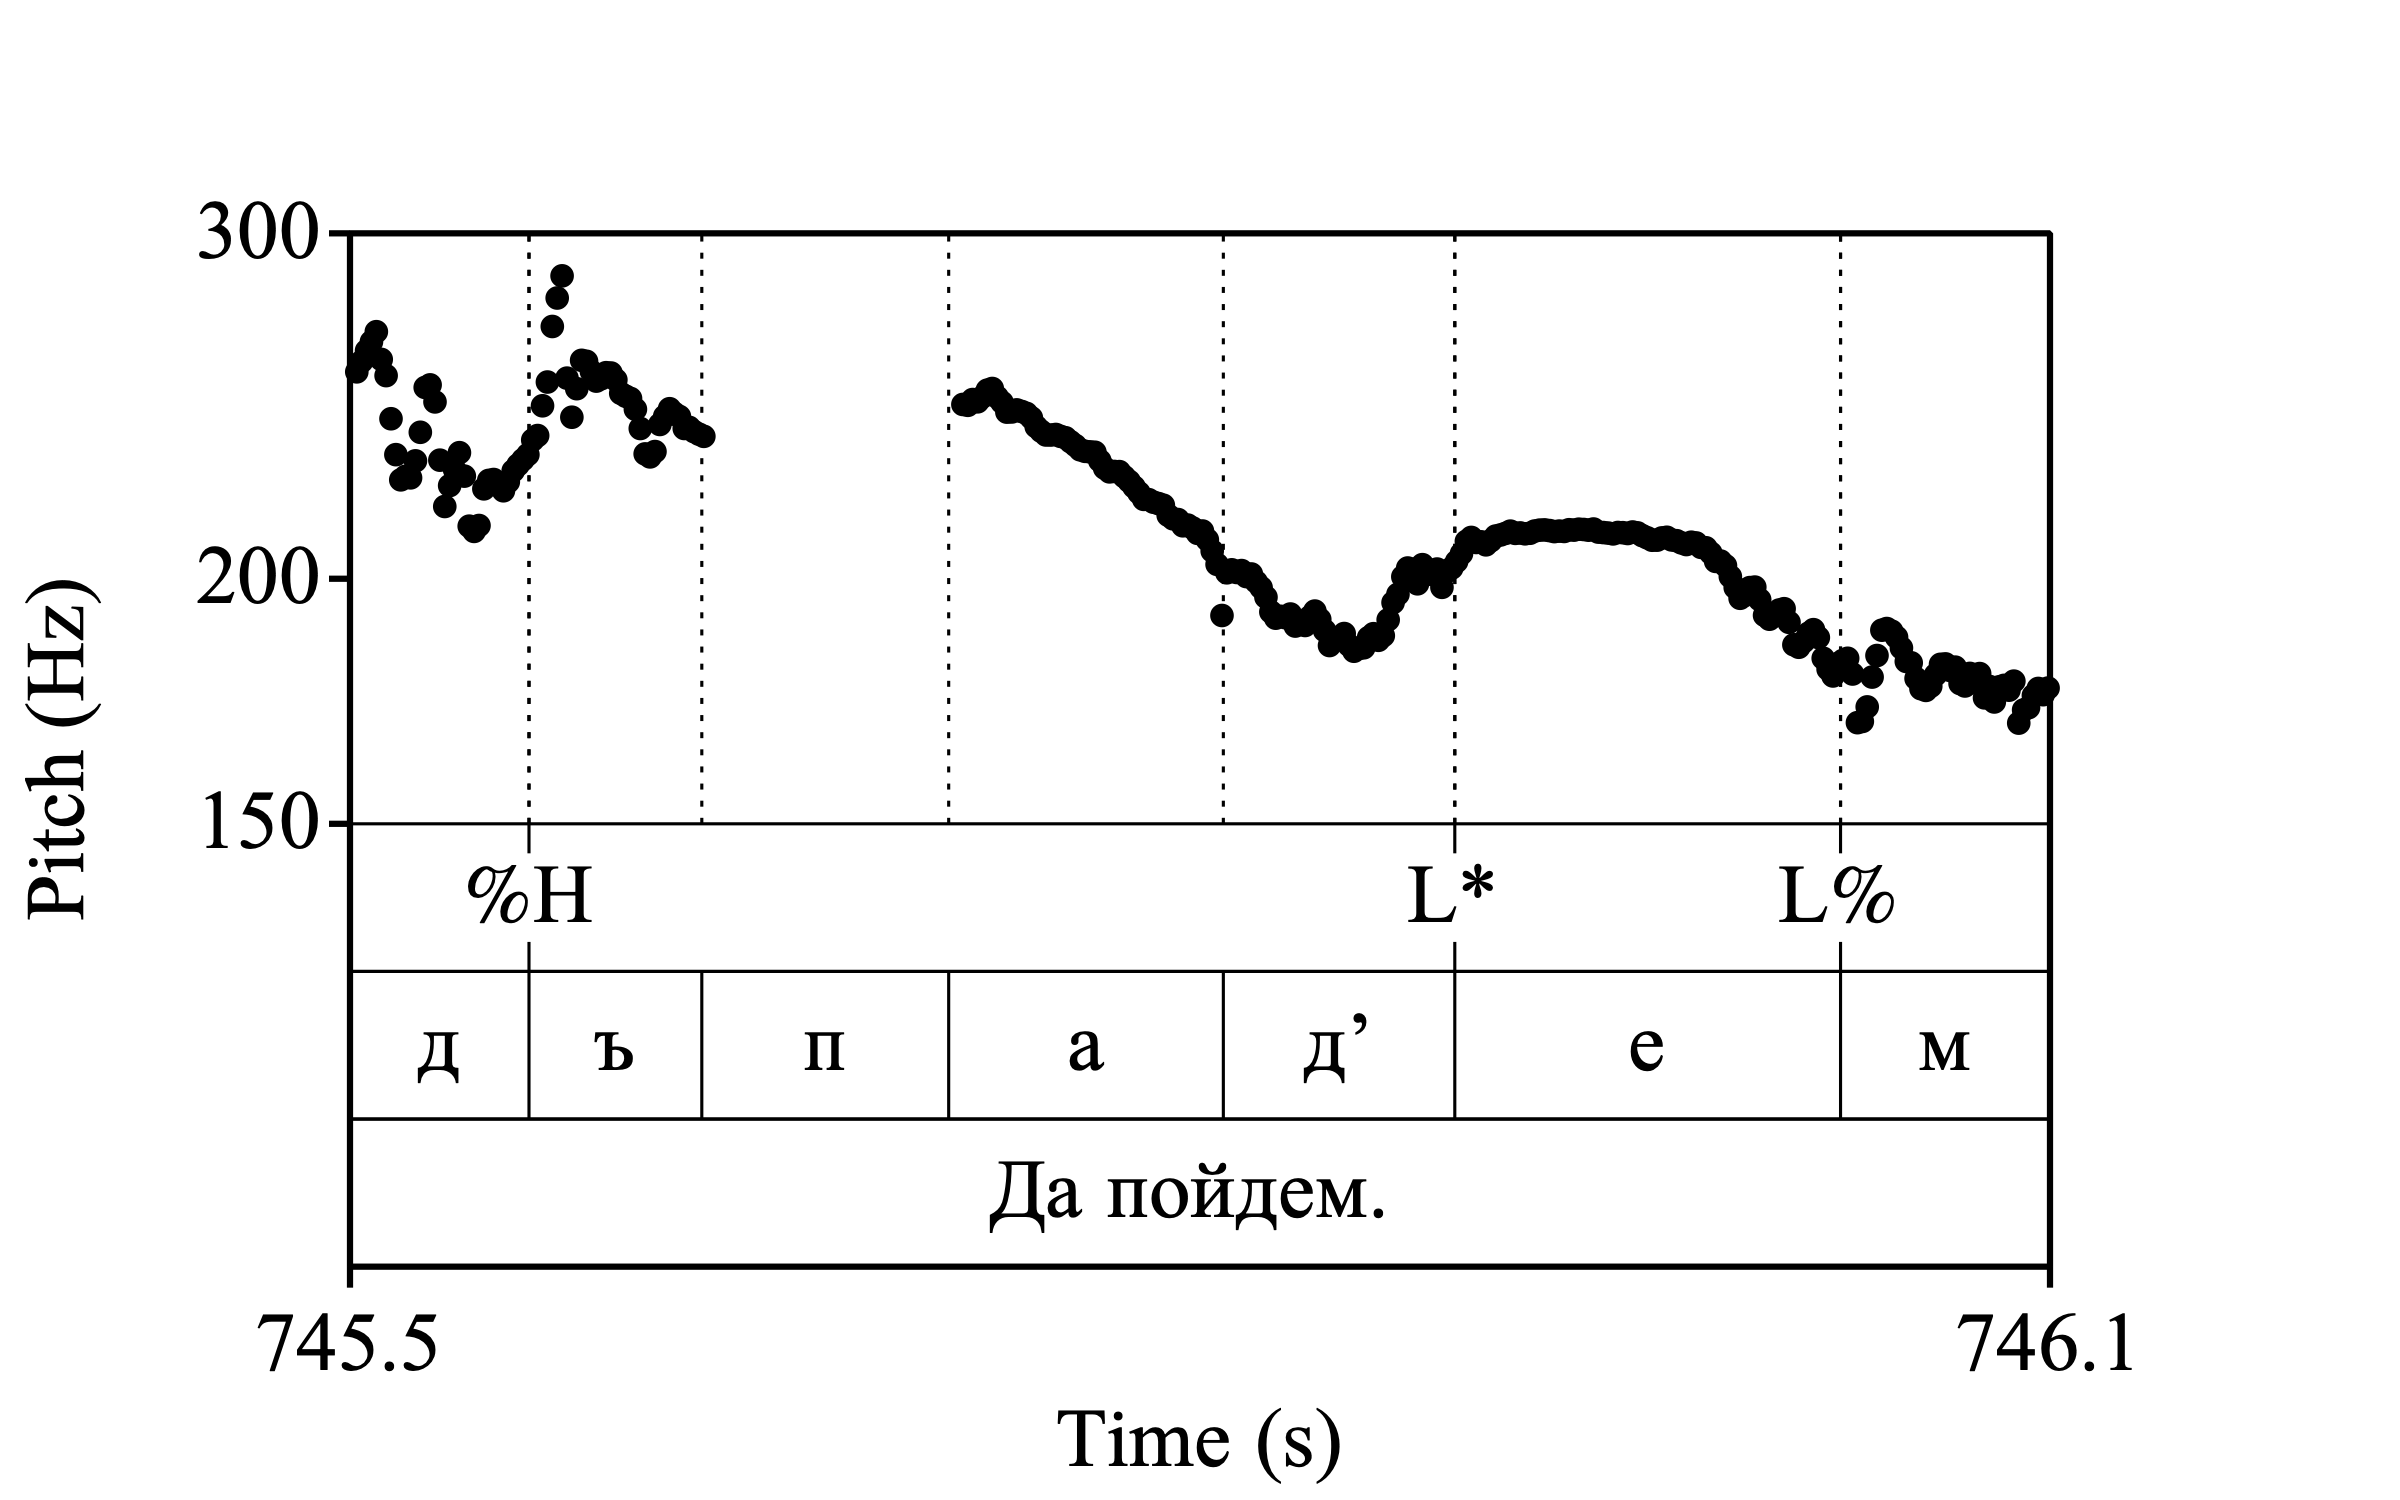 300
200
150
Pitch (Hz)
%H L* L%
д ъ п а д’ е м
Да пойдем.
745.5 746.1
Time (s)